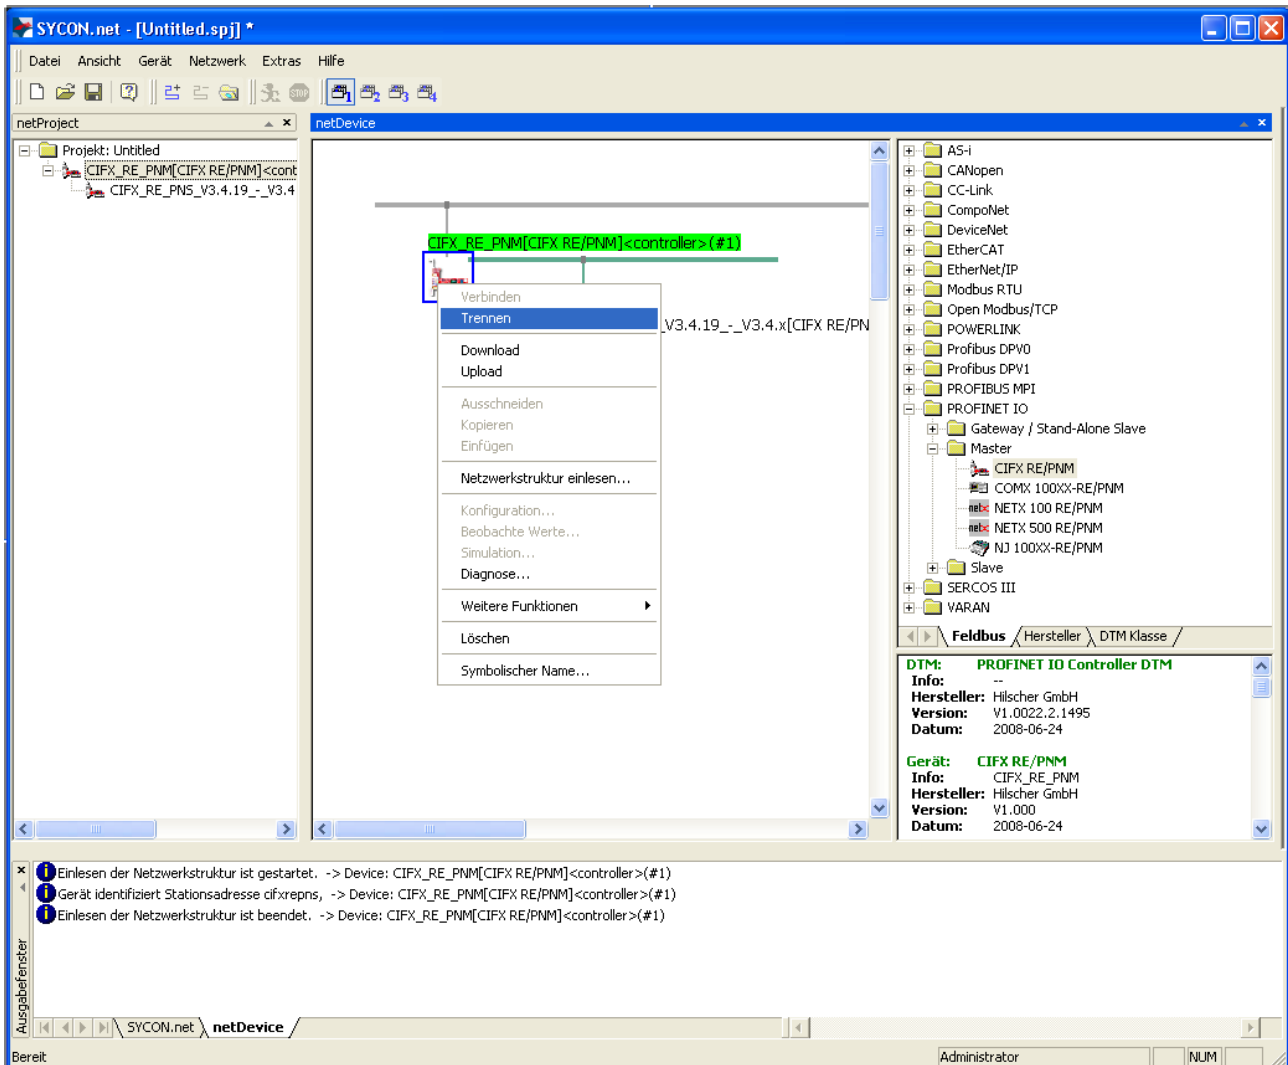 SYCON.net - [Untitled.spj] *
Datei Ansicht Gerät Netzwerk Extras Hilfe
STOP 1 2 3 4
netProject
Projekt: Untitled
CIFX_RE_PNM[CIFX RE/PNM]<cont
CIFX_RE_PNS_V3.4.19_-_V3.4
netDevice
CIFX_RE_PNM[CIFX RE/PNM]<controller>(#1)
_V3.4.19_-_V3.4.x[CIFX RE/PN
Verbinden
Trennen
Download
Upload
Ausschneiden
Kopieren
Einfügen
Netzwerkstruktur einlesen...
Konfiguration...
Beobachte Werte...
Simulation...
Diagnose...
Weitere Funktionen
Löschen
Symbolischer Name...
AS-i
CANopen
CC-Link
CompoNet
DeviceNet
EtherCAT
EtherNet/IP
Modbus RTU
Open Modbus/TCP
POWERLINK
Profibus DPV0
Profibus DPV1
PROFIBUS MPI
PROFINET IO
Gateway / Stand-Alone Slave
Master
CIFX RE/PNM
COMX 100XX-RE/PNM
netx NETX 100 RE/PNM
netx NETX 500 RE/PNM
NJ 100XX-RE/PNM
Slave
SERCOS III
VARAN
Feldbus Hersteller DTM Klasse
DTM: PROFINET IO Controller DTM
Info: --
Hersteller: Hilscher GmbH
Version: V1.0022.2.1495
Datum: 2008-06-24
Gerät: CIFX RE/PNM
Info: CIFX_RE_PNM
Hersteller: Hilscher GmbH
Version: V1.000
Datum: 2008-06-24
Einlesen der Netzwerkstruktur ist gestartet. -> Device: CIFX_RE_PNM[CIFX RE/PNM]<controller>(#1)
Gerät identifiziert Stationsadresse cifxrepns, -> Device: CIFX_RE_PNM[CIFX RE/PNM]<controller>(#1)
Einlesen der Netzwerkstruktur ist beendet. -> Device: CIFX_RE_PNM[CIFX RE/PNM]<controller>(#1)
Ausgabefenster
SYCON.net netDevice
Bereit
Administrator
NUM